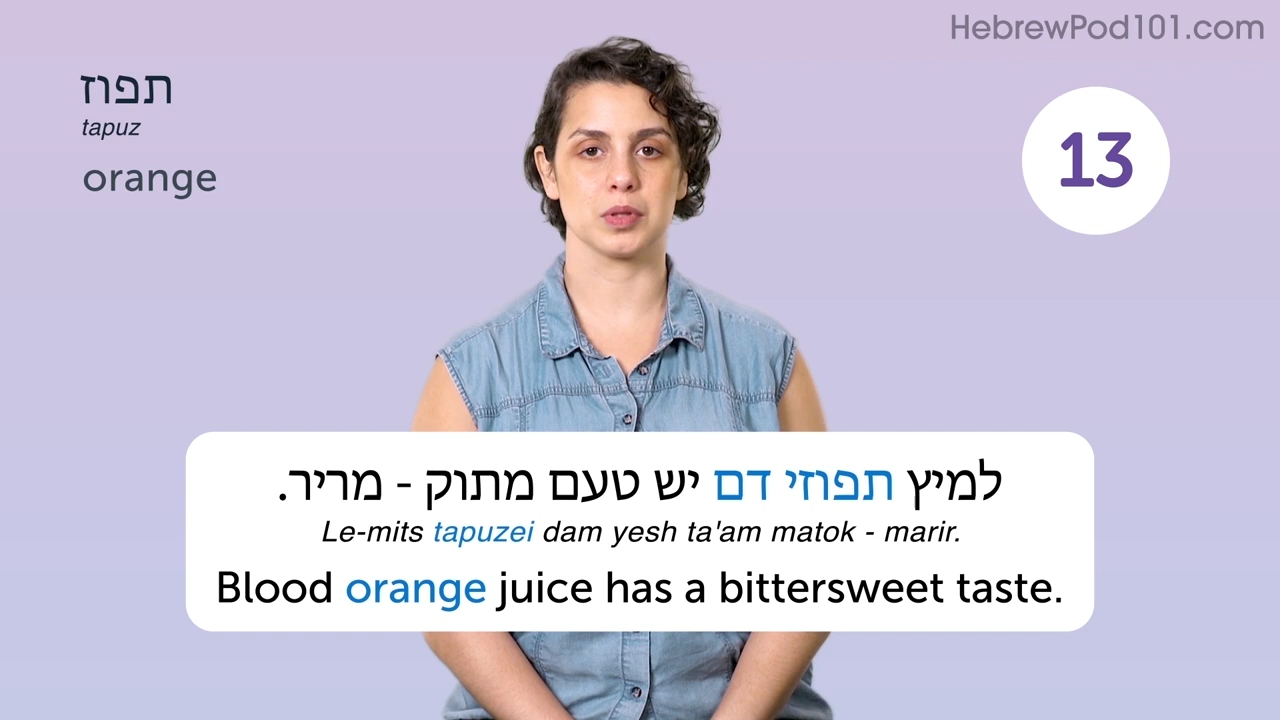 HebrewPod101.com
תפוז
tapuz
orange
13
למיץ תפוזי דם יש טעם מתוק - מריר.
Le-mits tapuzei dam yesh ta'am matok - marir.
Blood orange juice has a bittersweet taste.